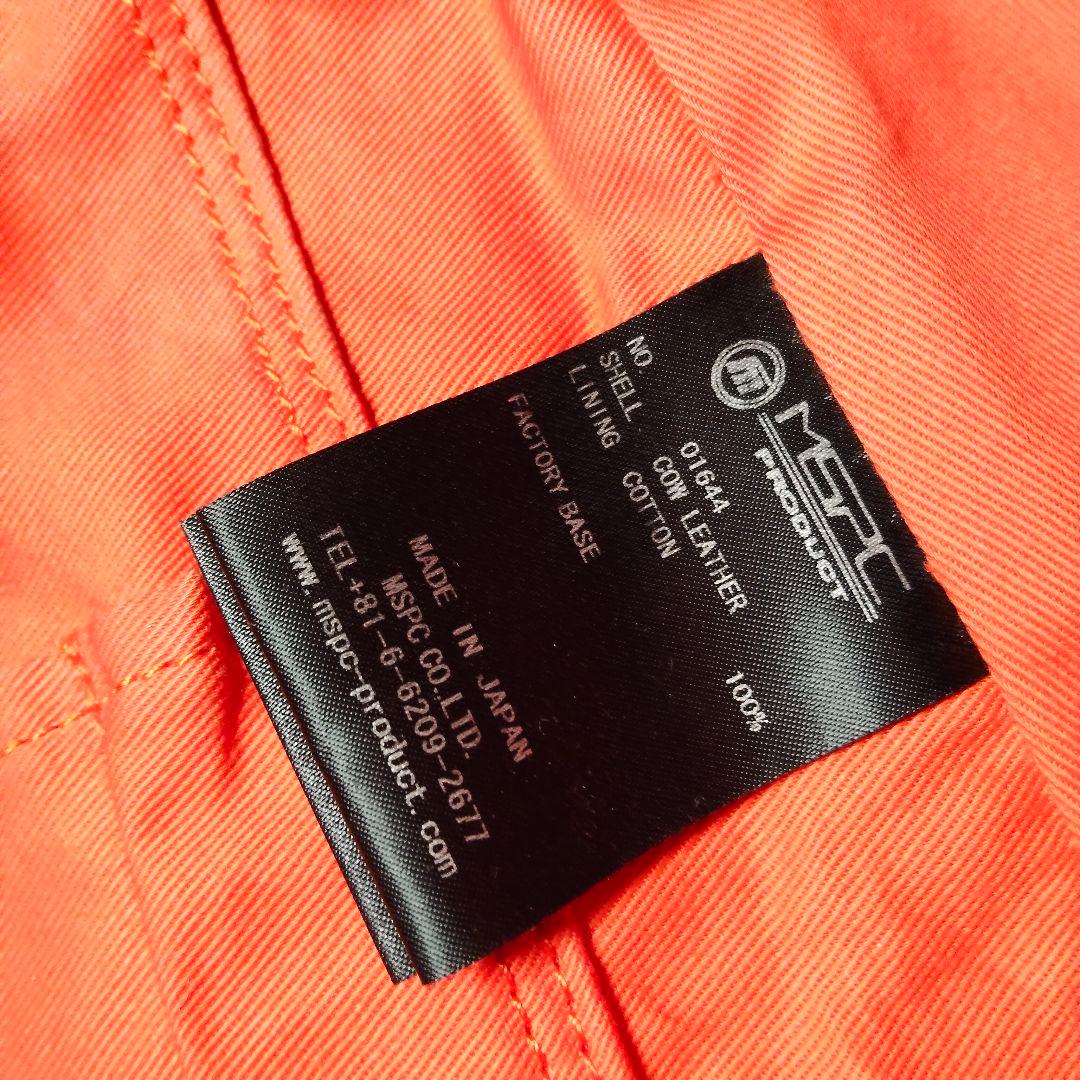 MSPC
PRODUCT
NO 01644
SHELL COW LEATHER
LINING COTTON 100%
FACTORY BASE
MADE IN JAPAN
MSPC CO.,LTD.
TEL+81-6-6209-2677
www.mspc-product.com